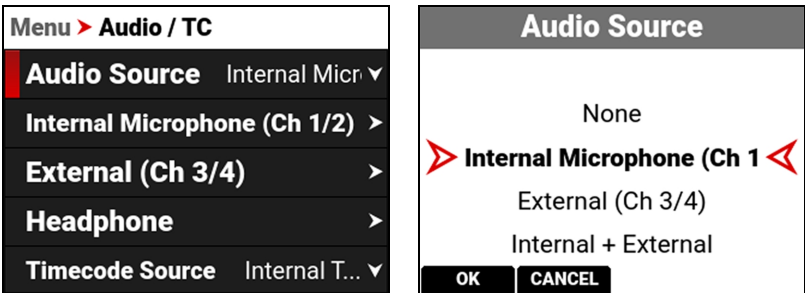 Menu Audio / TC
Audio Source Internal Micr
Internal Microphone (Ch 1/2)
External (Ch 3/4)
Headphone
Timecode Source Internal T...
Audio Source
None
Internal Microphone (Ch 1
External (Ch 3/4)
Internal + External
OK CANCEL